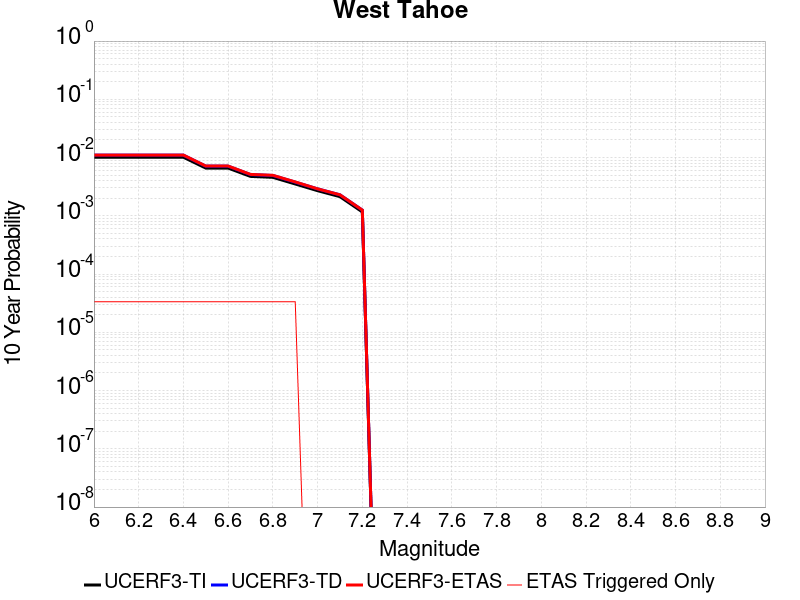 West Tahoe
10 Year Probability
10^0
10^-1
10^-2
10^-3
10^-4
10^-5
10^-6
10^-7
10^-8
6 6.2 6.4 6.6 6.8 7 7.2 7.4 7.6 7.8 8 8.2 8.4 8.6 8.8 9
Magnitude
UCERF3-TI UCERF3-TD UCERF3-ETAS ETAS Triggered Only